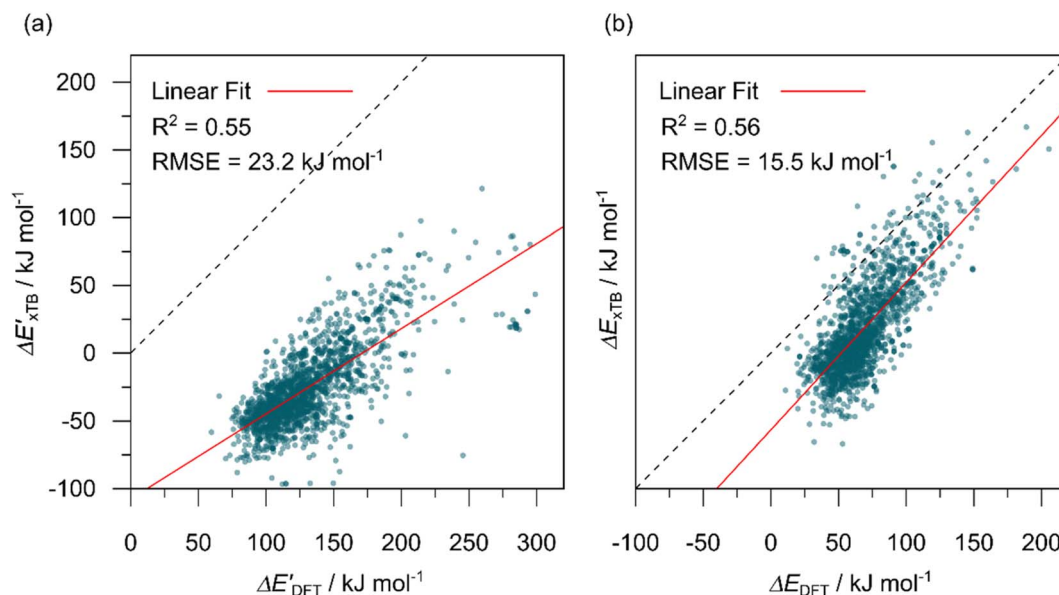 (a)
Linear Fit
R² = 0.55
RMSE = 23.2 kJ mol⁻¹
ΔE′xTB / kJ mol⁻¹
200
150
100
50
0
-50
-100
0 50 100 150 200 250 300
ΔE′DFT / kJ mol⁻¹
(b)
Linear Fit
R² = 0.56
RMSE = 15.5 kJ mol⁻¹
ΔExTB / kJ mol⁻¹
-100 -50 0 50 100 150 200
ΔEDFT / kJ mol⁻¹